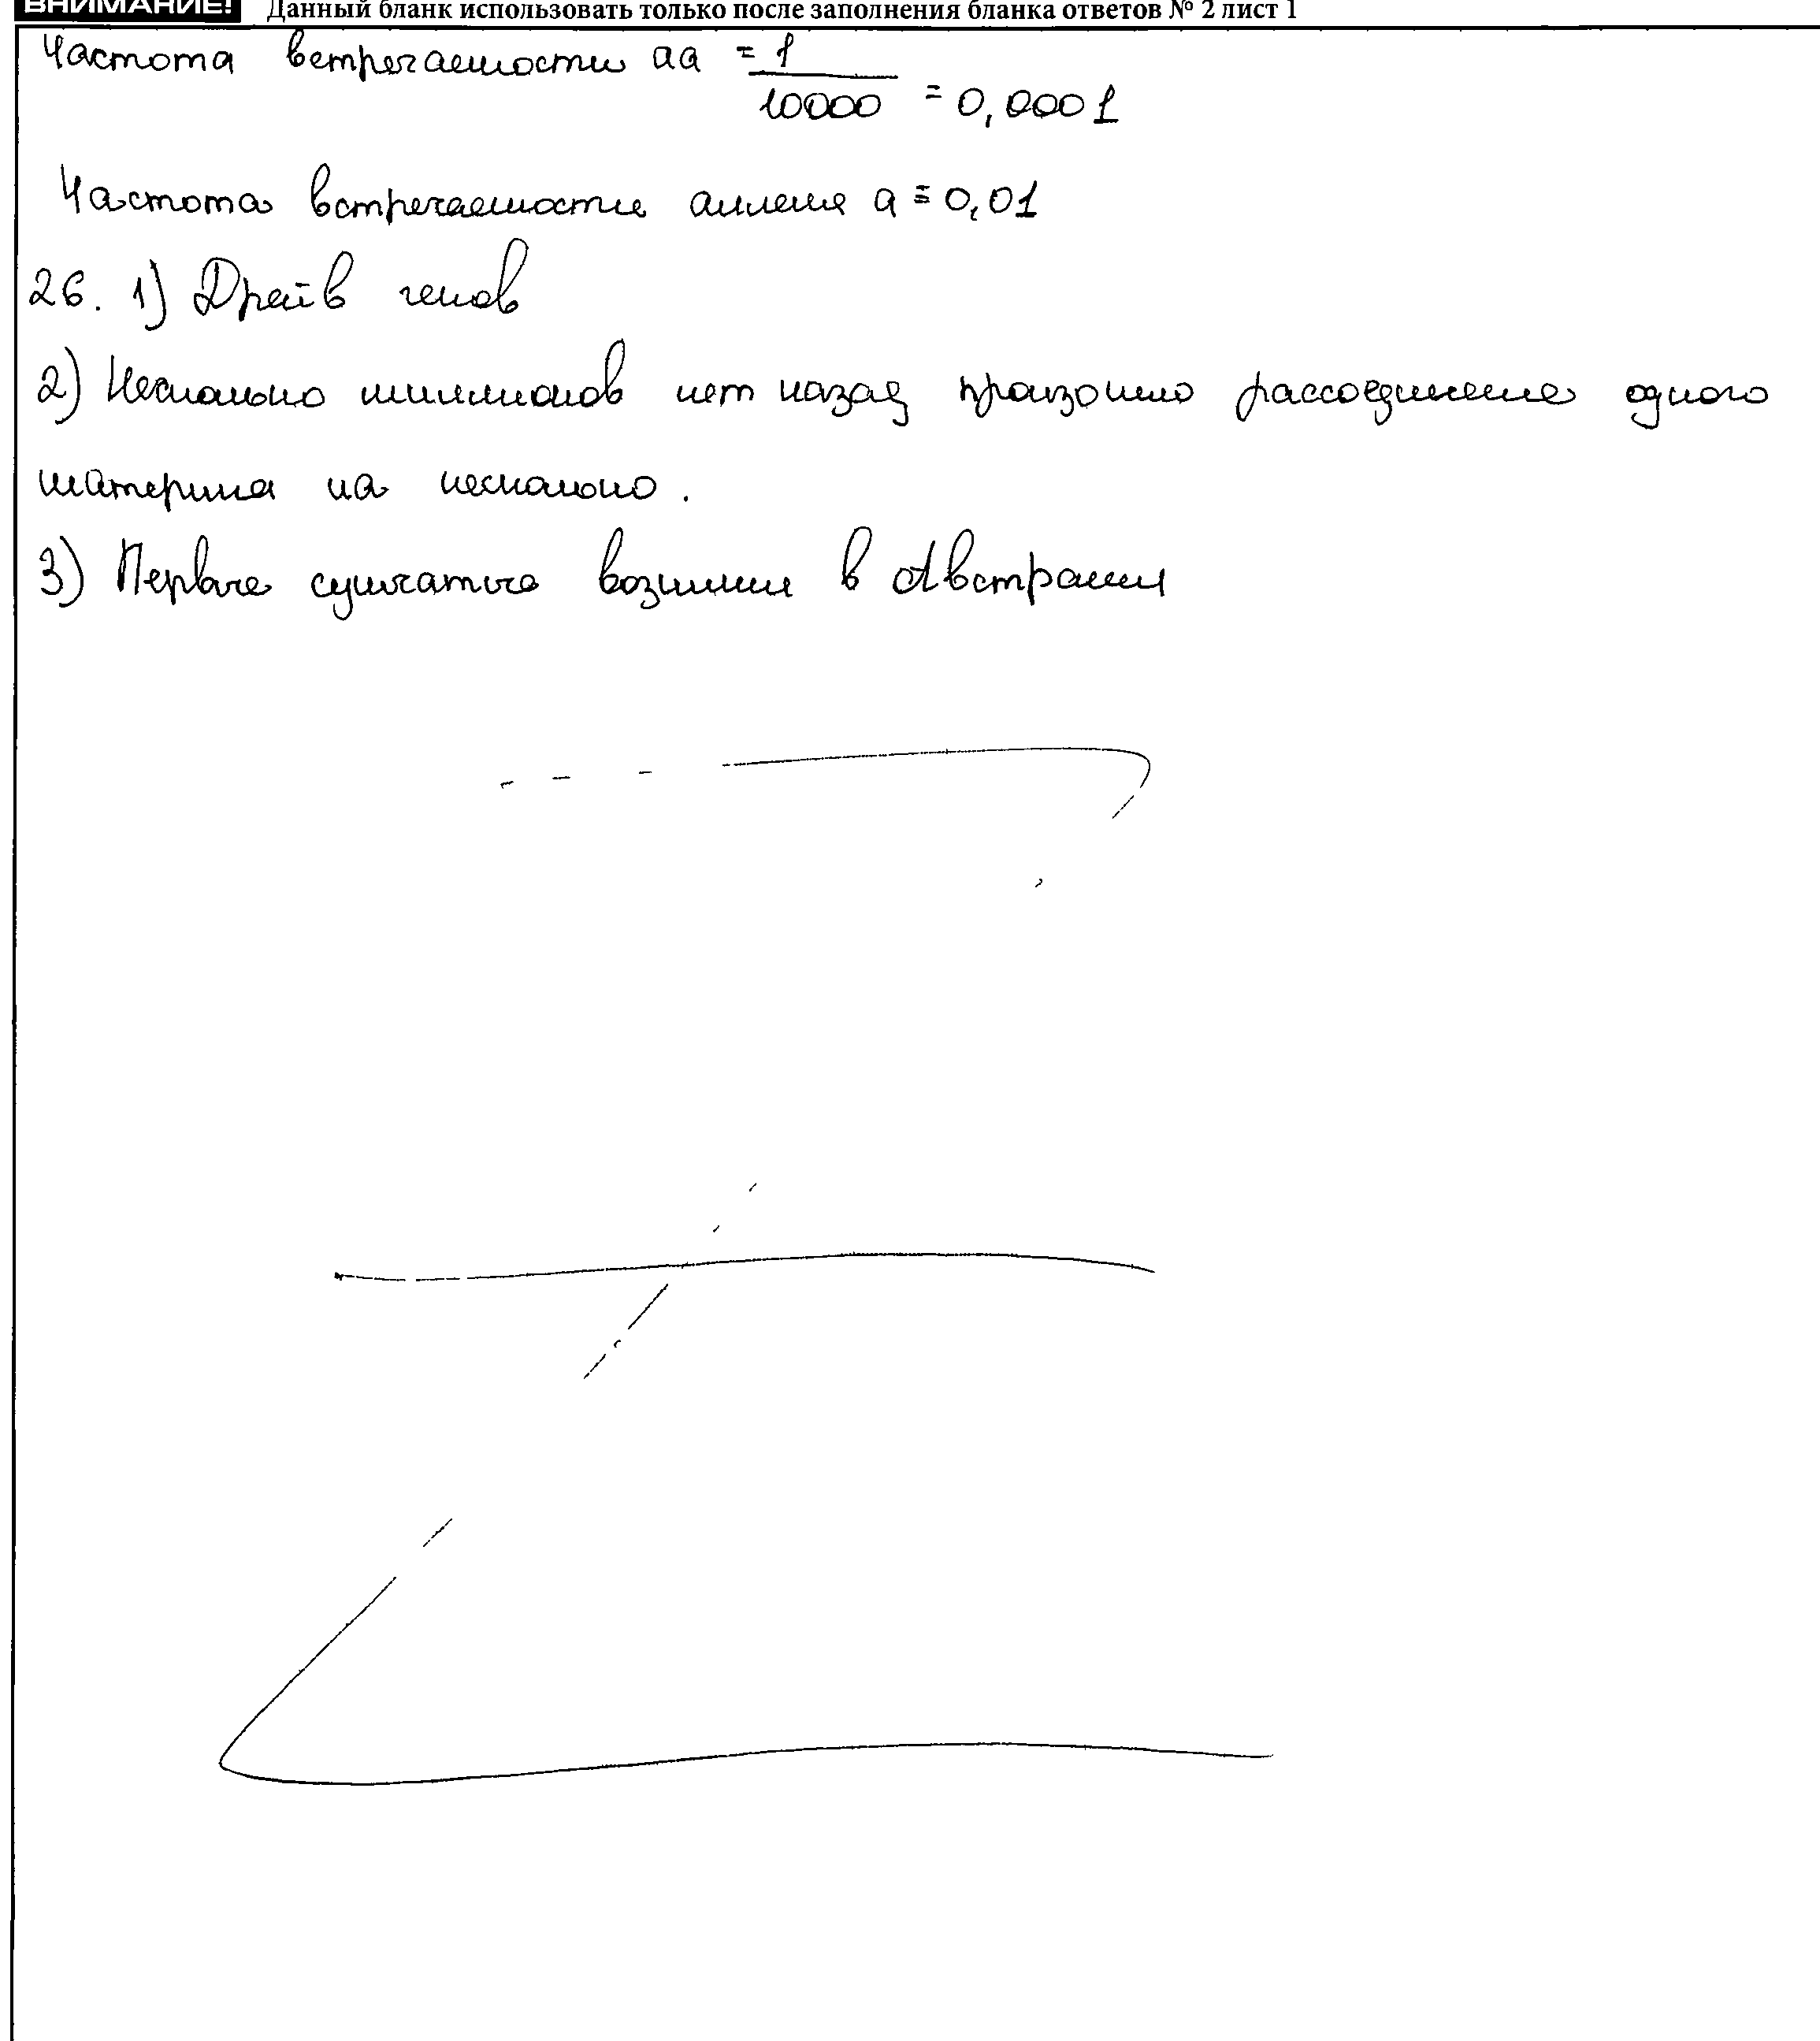 ВНИМАНИЕ! Данный бланк использовать только после заполнения бланка ответов № 2 лист 1
Частота встречаемости аа = 1/10000 = 0,0001
Частота встречаемости аллеля а = 0,01
26. 1) Драйв генов
2) Несколько миллионов лет назад произошло рассоединение одного
материка на несколько.
3) Первые сумчатые возникли в Австралии